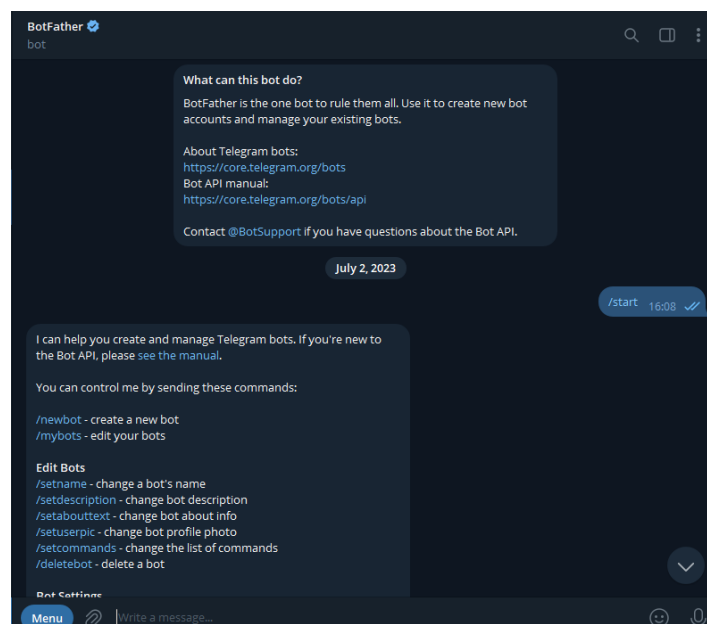 BotFather
bot
What can this bot do?
BotFather is the one bot to rule them all. Use it to create new bot
accounts and manage your existing bots.
About Telegram bots:
https://core.telegram.org/bots
Bot API manual:
https://core.telegram.org/bots/api
Contact @BotSupport if you have questions about the Bot API.
July 2, 2023
/start 16:08
I can help you create and manage Telegram bots. If you're new to
the Bot API, please see the manual.
You can control me by sending these commands:
/newbot - create a new bot
/mybots - edit your bots
Edit Bots
/setname - change a bot's name
/setdescription - change bot description
/setabouttext - change bot about info
/setuserpic - change bot profile photo
/setcommands - change the list of commands
/deletebot - delete a bot
Bot Settings
Menu Write a message...